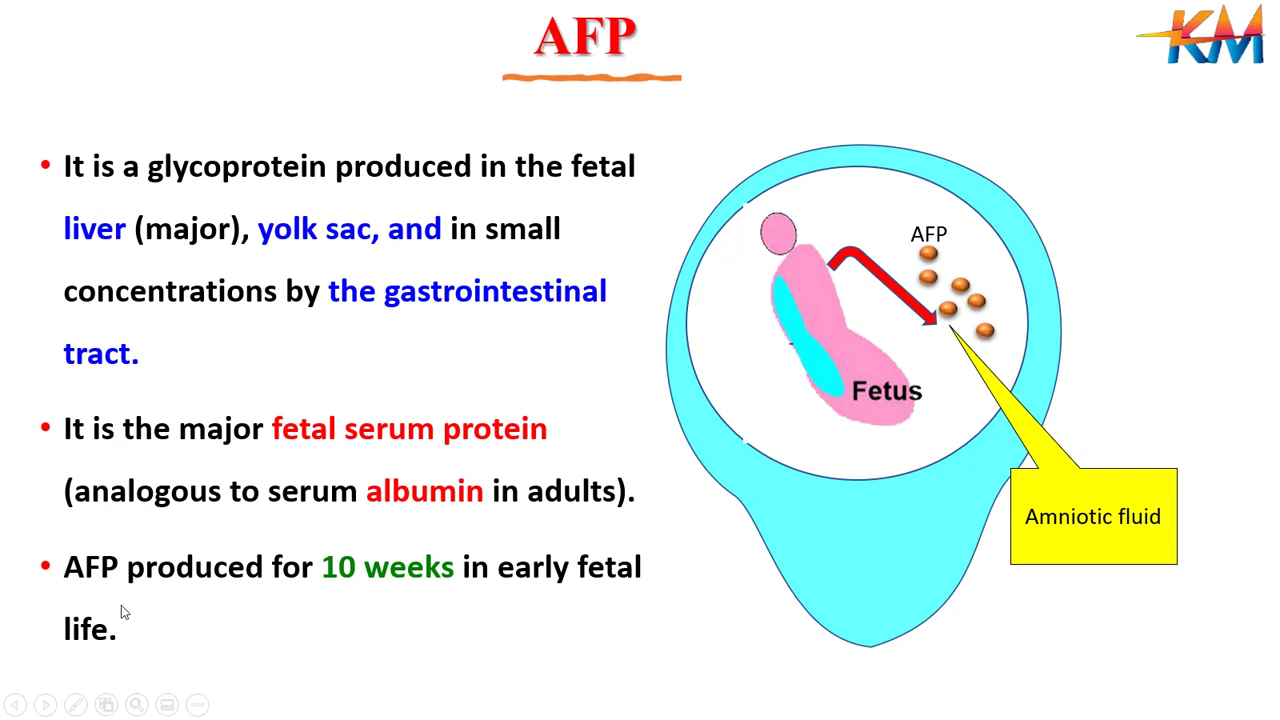 AFP
KM
• It is a glycoprotein produced in the fetal
liver (major), yolk sac, and in small
concentrations by the gastrointestinal
tract.
• It is the major fetal serum protein
(analogous to serum albumin in adults).
• AFP produced for 10 weeks in early fetal
life.
AFP
Fetus
Amniotic fluid